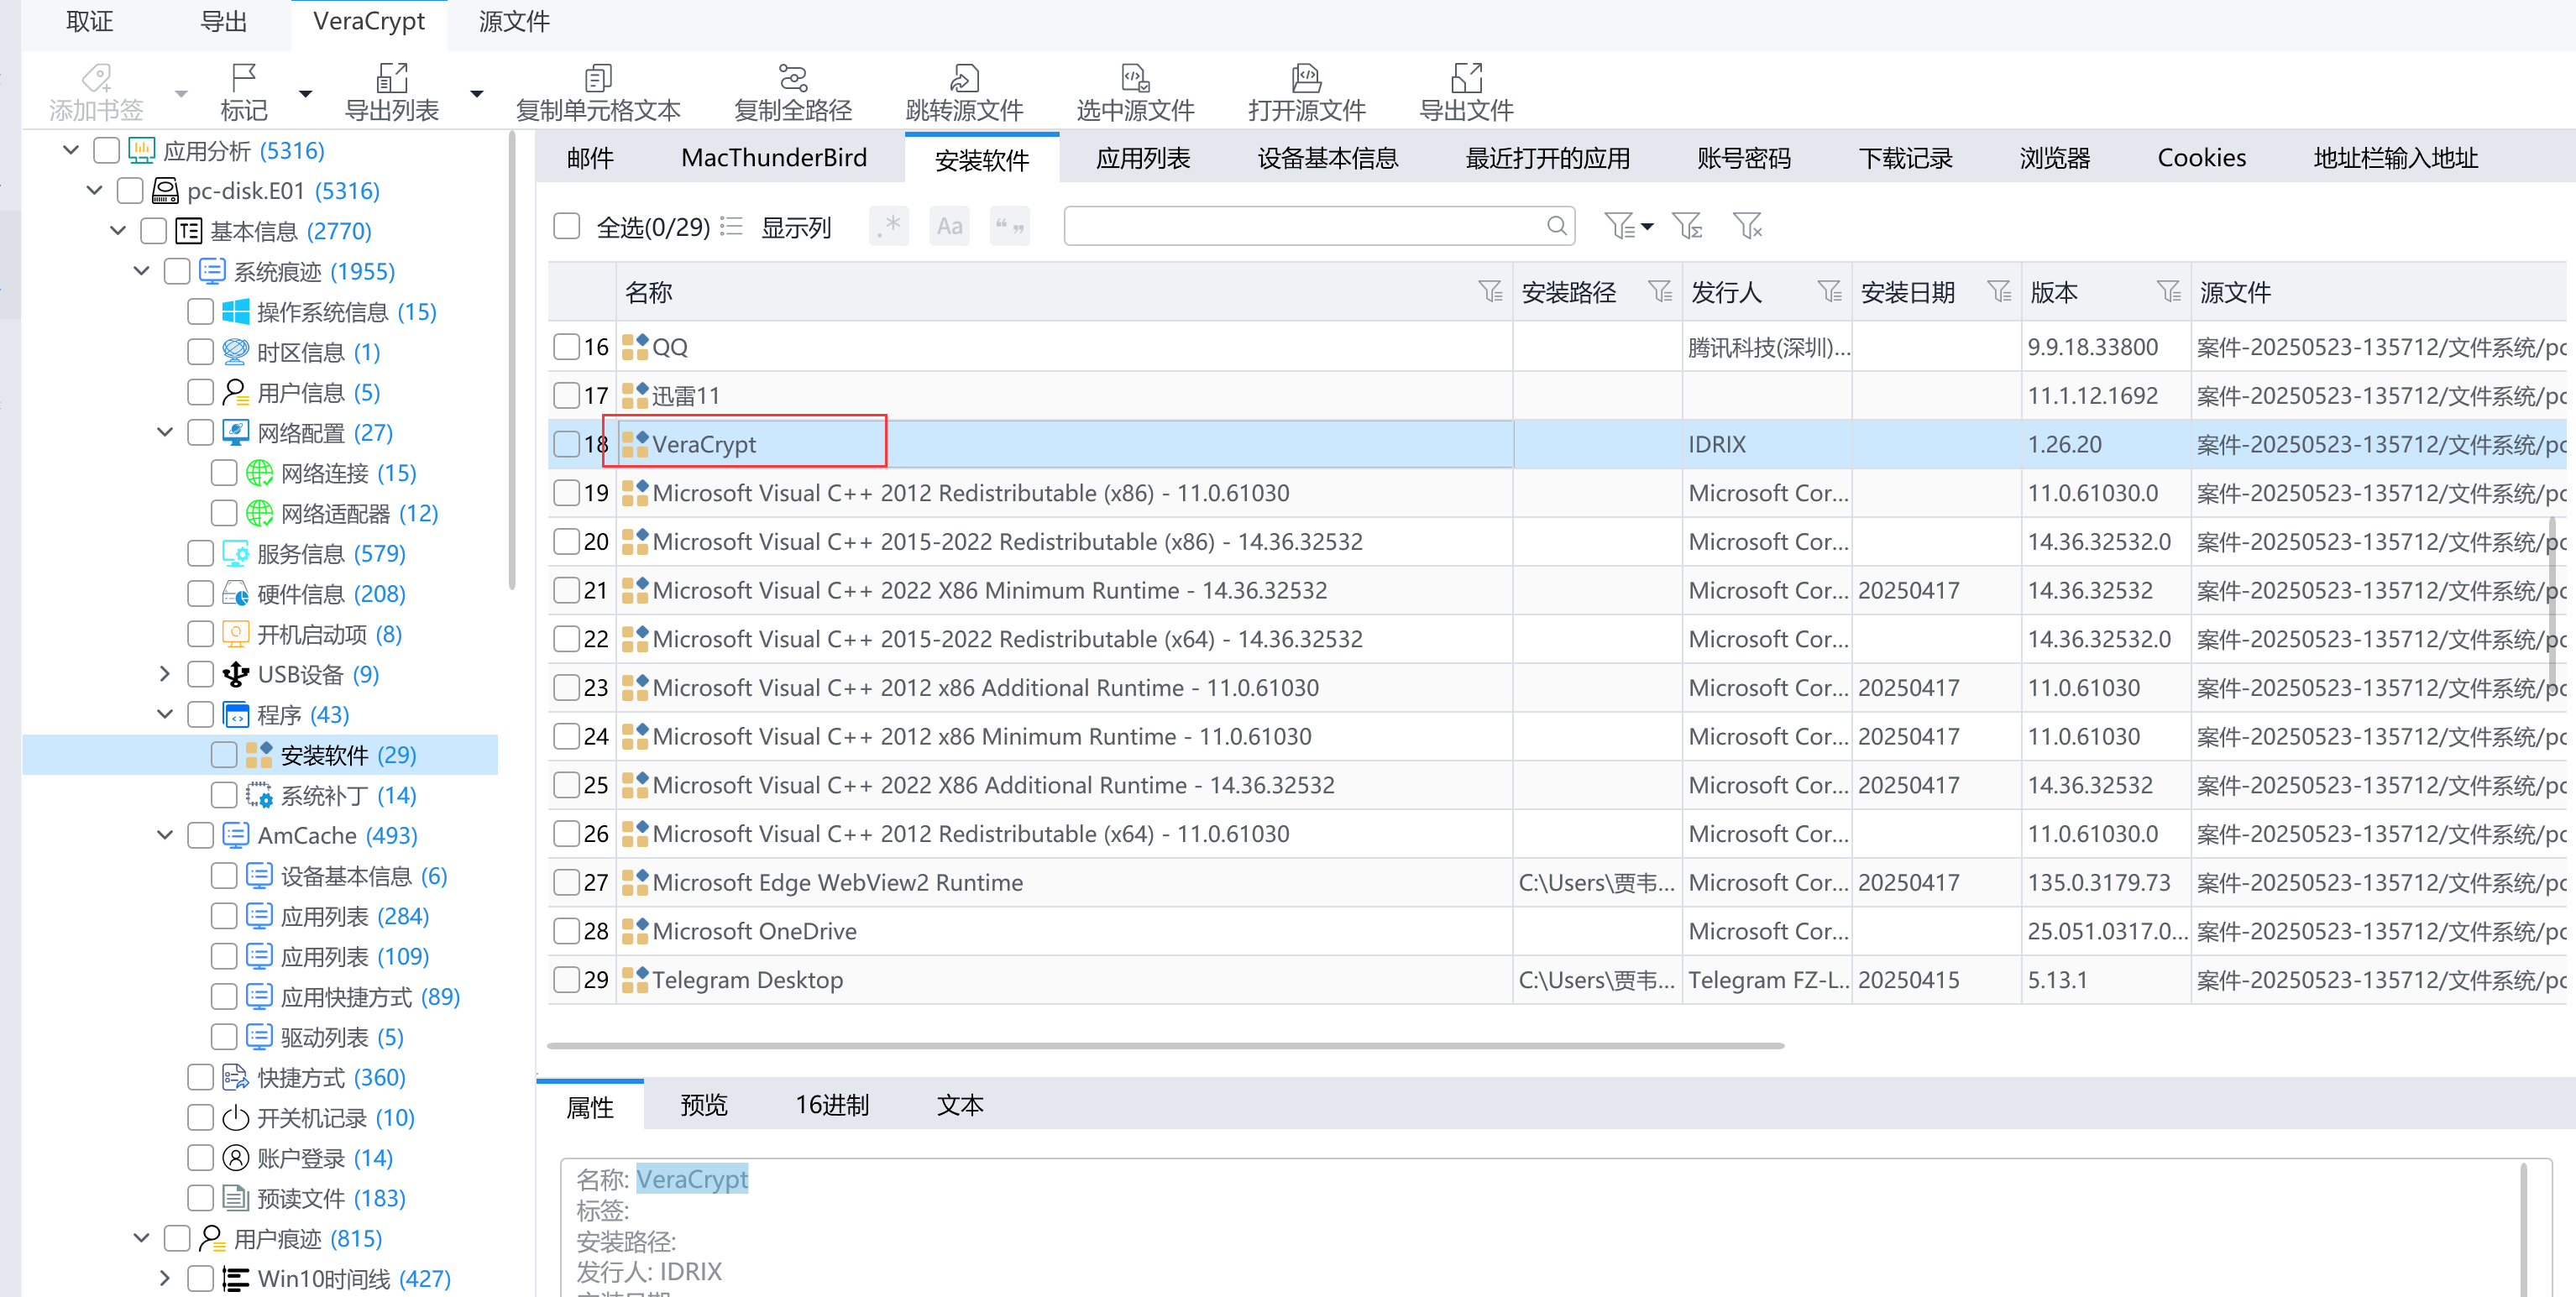 取证 导出 VeraCrypt 源文件
添加书签 标记 导出列表 复制单元格文本 复制全路径 跳转源文件 选中源文件 打开源文件 导出文件
应用分析 (5316)
pc-disk.E01 (5316)
基本信息 (2770)
系统痕迹 (1955)
操作系统信息 (15)
时区信息 (1)
用户信息 (5)
网络配置 (27)
网络连接 (15)
网络适配器 (12)
服务信息 (579)
硬件信息 (208)
开机启动项 (8)
USB设备 (9)
程序 (43)
安装软件 (29)
系统补丁 (14)
AmCache (493)
设备基本信息 (6)
应用列表 (284)
应用列表 (109)
应用快捷方式 (89)
驱动列表 (5)
快捷方式 (360)
开关机记录 (10)
账户登录 (14)
预读文件 (183)
用户痕迹 (815)
Win10时间线 (427)
邮件 MacThunderBird 安装软件 应用列表 设备基本信息 最近打开的应用 账号密码 下载记录 浏览器 Cookies 地址栏输入地址
全选(0/29) 显示列 .* Aa “”
名称 安装路径 发行人 安装日期 版本 源文件
16 QQ 腾讯科技(深圳)... 9.9.18.33800 案件-20250523-135712/文件系统/pc
17 迅雷11 11.1.12.1692 案件-20250523-135712/文件系统/pc
18 VeraCrypt IDRIX 1.26.20 案件-20250523-135712/文件系统/pc
19 Microsoft Visual C++ 2012 Redistributable (x86) - 11.0.61030 Microsoft Cor... 11.0.61030.0 案件-20250523-135712/文件系统/pc
20 Microsoft Visual C++ 2015-2022 Redistributable (x86) - 14.36.32532 Microsoft Cor... 14.36.32532.0 案件-20250523-135712/文件系统/pc
21 Microsoft Visual C++ 2022 X86 Minimum Runtime - 14.36.32532 Microsoft Cor... 20250417 14.36.32532 案件-20250523-135712/文件系统/pc
22 Microsoft Visual C++ 2015-2022 Redistributable (x64) - 14.36.32532 Microsoft Cor... 14.36.32532.0 案件-20250523-135712/文件系统/pc
23 Microsoft Visual C++ 2012 x86 Additional Runtime - 11.0.61030 Microsoft Cor... 20250417 11.0.61030 案件-20250523-135712/文件系统/pc
24 Microsoft Visual C++ 2012 x86 Minimum Runtime - 11.0.61030 Microsoft Cor... 20250417 11.0.61030 案件-20250523-135712/文件系统/pc
25 Microsoft Visual C++ 2022 X86 Additional Runtime - 14.36.32532 Microsoft Cor... 20250417 14.36.32532 案件-20250523-135712/文件系统/pc
26 Microsoft Visual C++ 2012 Redistributable (x64) - 11.0.61030 Microsoft Cor... 11.0.61030.0 案件-20250523-135712/文件系统/pc
27 Microsoft Edge WebView2 Runtime C:\Users\贾韦... Microsoft Cor... 20250417 135.0.3179.73 案件-20250523-135712/文件系统/pc
28 Microsoft OneDrive Microsoft Cor... 25.051.0317.0... 案件-20250523-135712/文件系统/pc
29 Telegram Desktop C:\Users\贾韦... Telegram FZ-L... 20250415 5.13.1 案件-20250523-135712/文件系统/pc
属性 预览 16进制 文本
名称: VeraCrypt
标签:
安装路径:
发行人: IDRIX